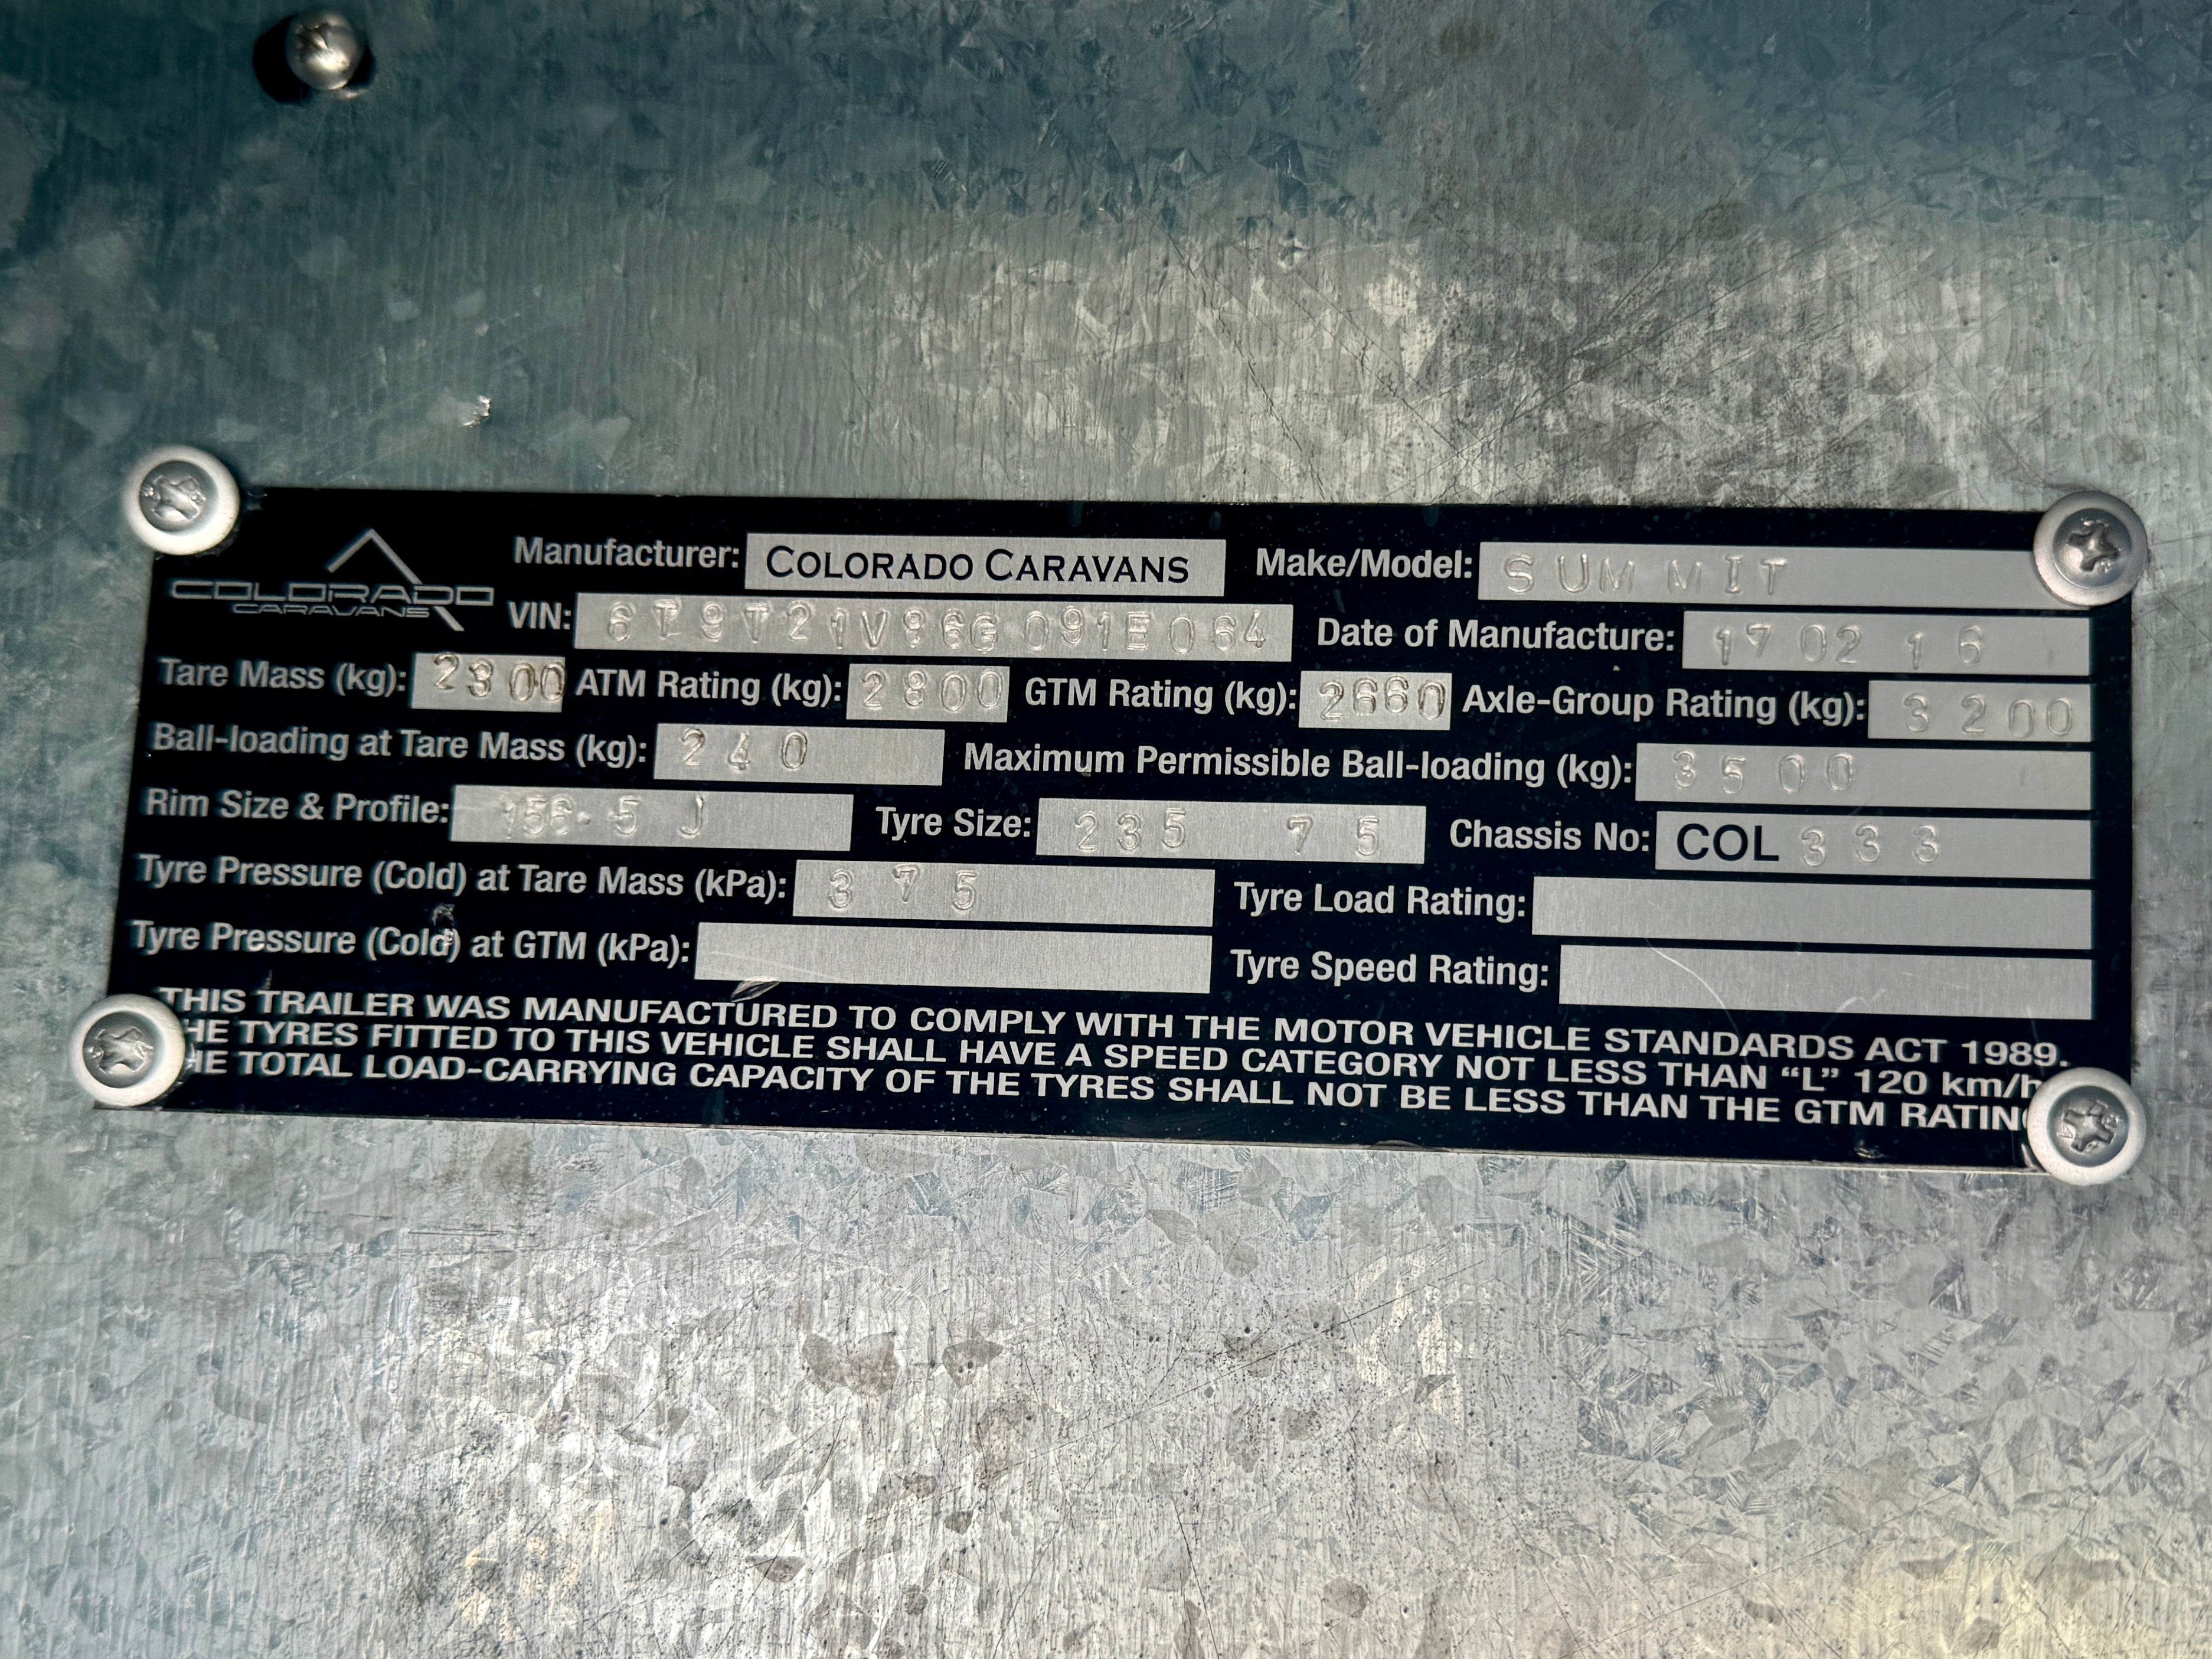 COLORADO
CARAVANS
Manufacturer: COLORADO CARAVANS Make/Model: SUMMIT
VIN: 6T9T21V96G091E064 Date of Manufacture: 17 02 16
Tare Mass (kg): 2300 ATM Rating (kg): 2800 GTM Rating (kg): 2660 Axle-Group Rating (kg): 3200
Ball-loading at Tare Mass (kg): 240 Maximum Permissible Ball-loading (kg): 3500
Rim Size & Profile: 156.5 J Tyre Size: 235 75 Chassis No: COL 333
Tyre Pressure (Cold) at Tare Mass (kPa): 375 Tyre Load Rating:
Tyre Pressure (Cold) at GTM (kPa): Tyre Speed Rating:
THIS TRAILER WAS MANUFACTURED TO COMPLY WITH THE MOTOR VEHICLE STANDARDS ACT 1989.
HE TYRES FITTED TO THIS VEHICLE SHALL HAVE A SPEED CATEGORY NOT LESS THAN “L” 120 km/h
HE TOTAL LOAD-CARRYING CAPACITY OF THE TYRES SHALL NOT BE LESS THAN THE GTM RATIN